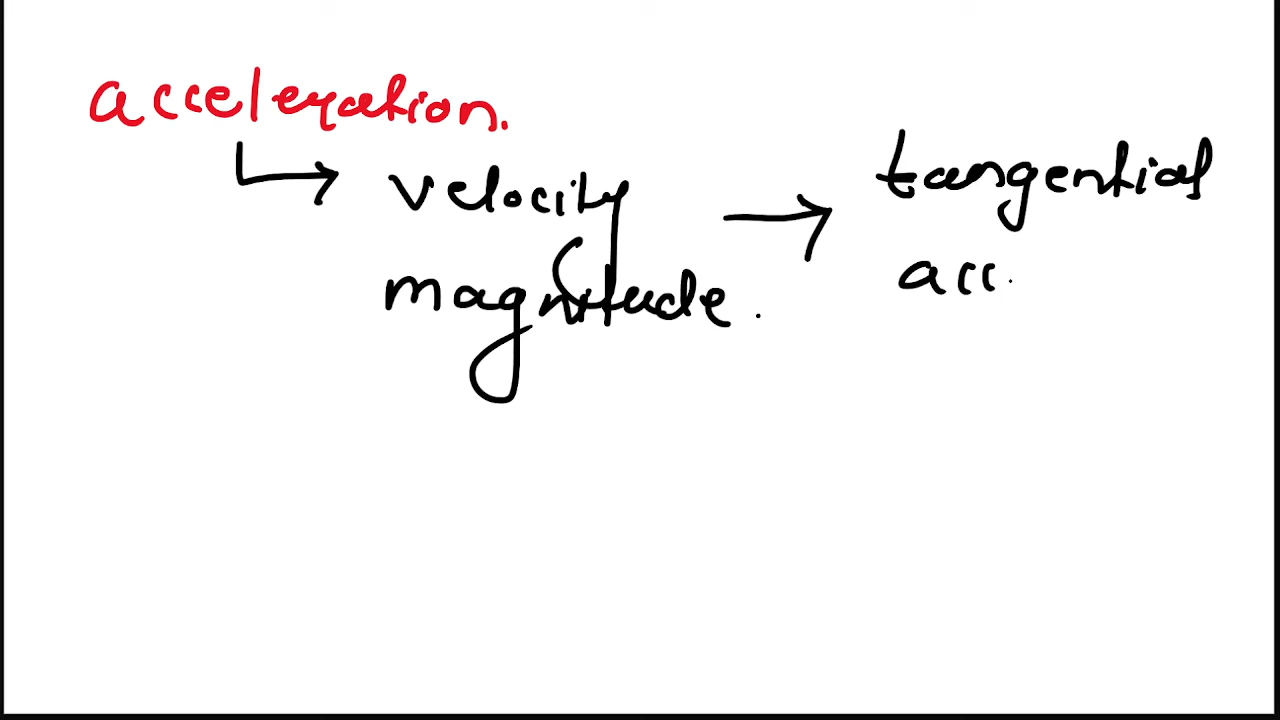 acceleration.
velocity
magnitude.
tangential
acc.